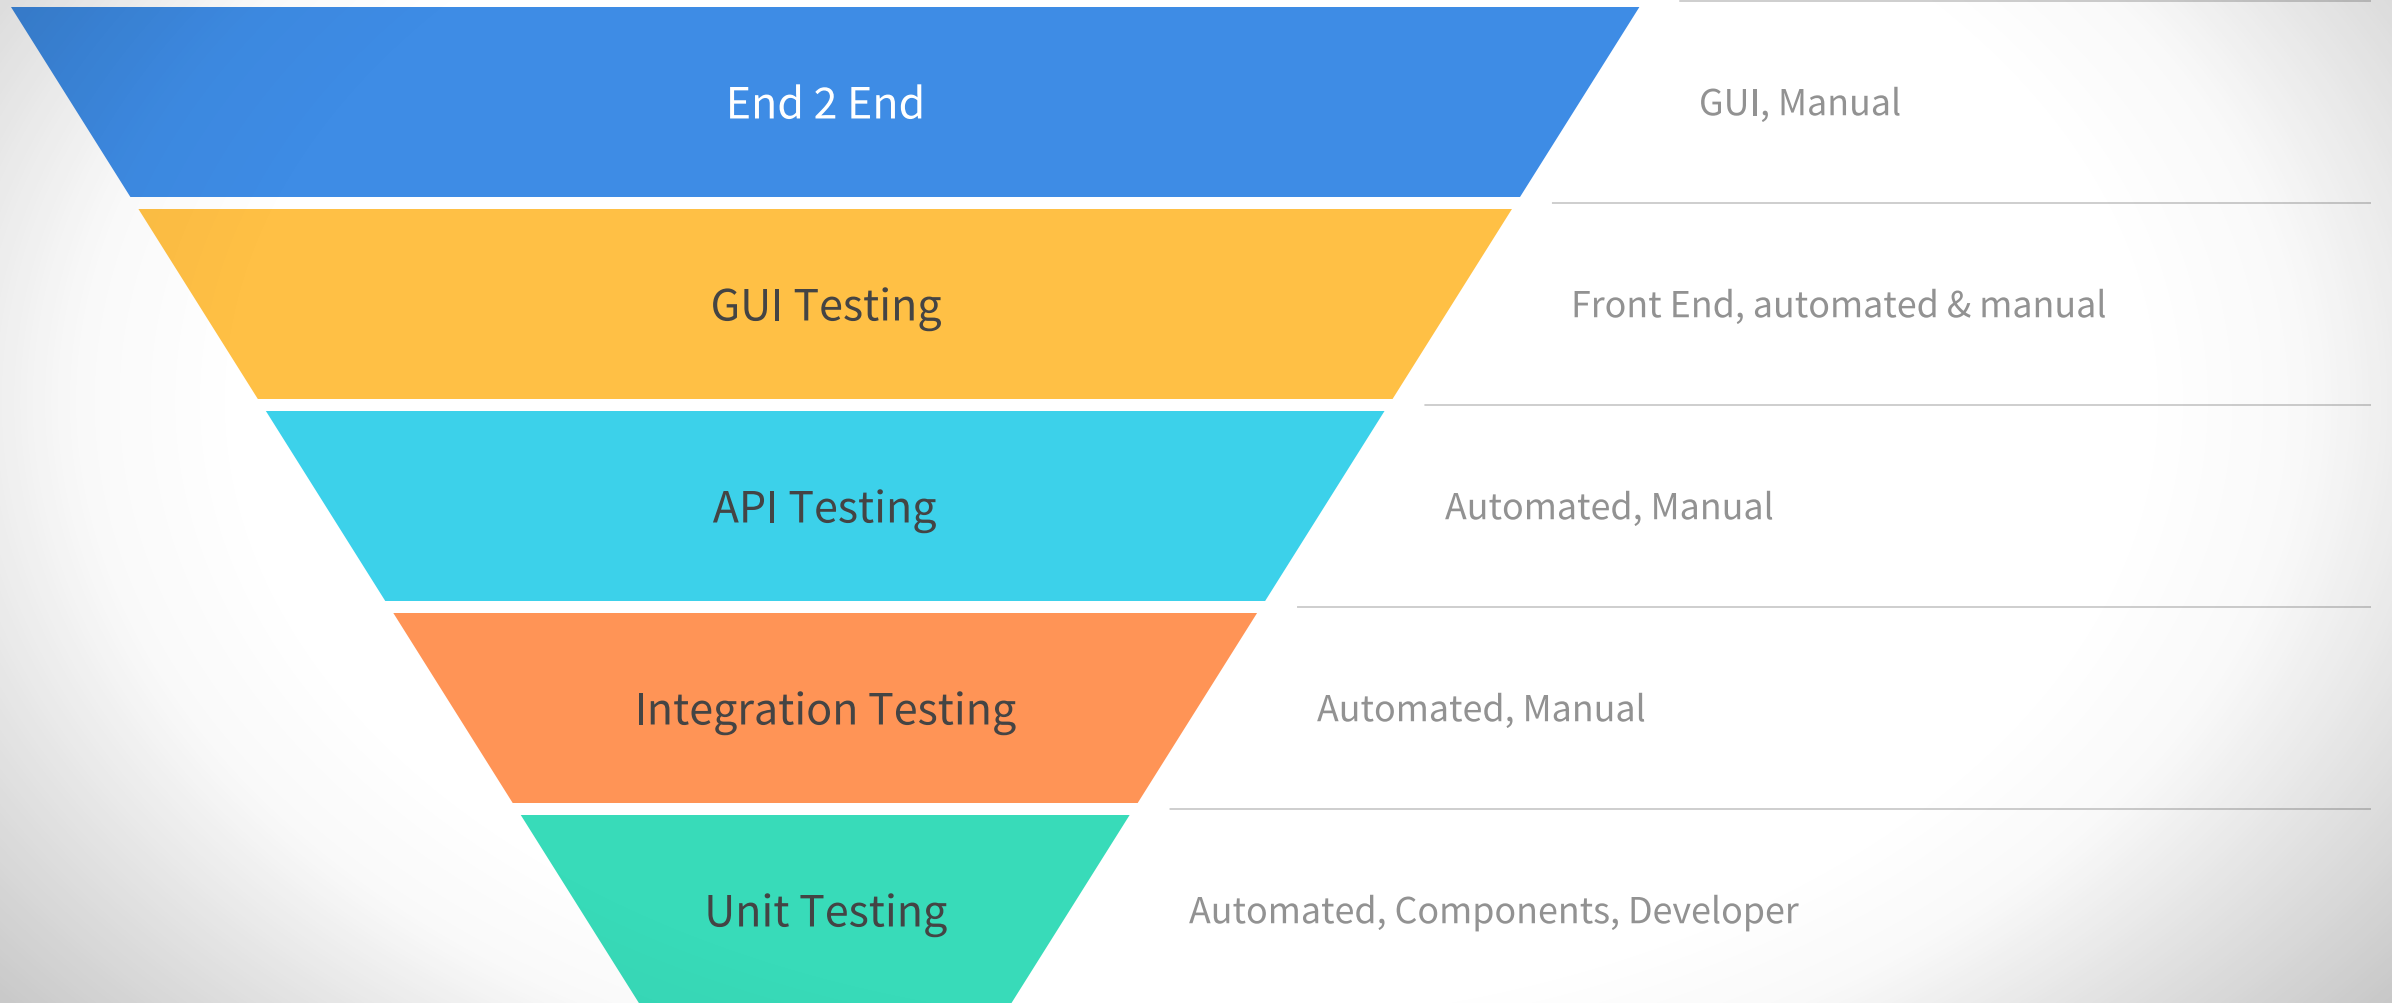 End 2 End
GUI, Manual
GUI Testing
Front End, automated & manual
API Testing
Automated, Manual
Integration Testing
Automated, Manual
Unit Testing
Automated, Components, Developer